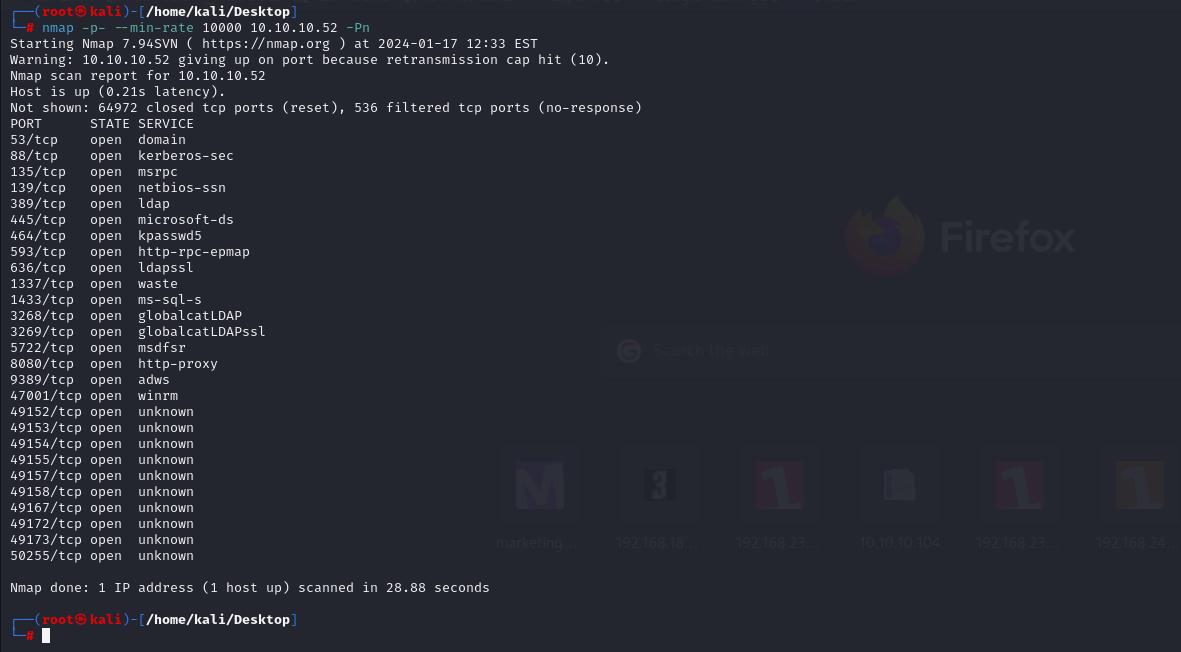 ┌──(root㉿kali)-[/home/kali/Desktop]
└─# nmap -p- --min-rate 10000 10.10.10.52 -Pn
Starting Nmap 7.94SVN ( https://nmap.org ) at 2024-01-17 12:33 EST
Warning: 10.10.10.52 giving up on port because retransmission cap hit (10).
Nmap scan report for 10.10.10.52
Host is up (0.21s latency).
Not shown: 64972 closed tcp ports (reset), 536 filtered tcp ports (no-response)
PORT      STATE SERVICE
53/tcp    open  domain
88/tcp    open  kerberos-sec
135/tcp   open  msrpc
139/tcp   open  netbios-ssn
389/tcp   open  ldap
445/tcp   open  microsoft-ds
464/tcp   open  kpasswd5
593/tcp   open  http-rpc-epmap
636/tcp   open  ldapssl
1337/tcp  open  waste
1433/tcp  open  ms-sql-s
3268/tcp  open  globalcatLDAP
3269/tcp  open  globalcatLDAPssl
5722/tcp  open  msdfsr
8080/tcp  open  http-proxy
9389/tcp  open  adws
47001/tcp open  winrm
49152/tcp open  unknown
49153/tcp open  unknown
49154/tcp open  unknown
49155/tcp open  unknown
49157/tcp open  unknown
49158/tcp open  unknown
49167/tcp open  unknown
49172/tcp open  unknown
49173/tcp open  unknown
50255/tcp open  unknown
Nmap done: 1 IP address (1 host up) scanned in 28.88 seconds
┌──(root㉿kali)-[/home/kali/Desktop]
└─#
Firefox
Search the web
M
3
1
1
1
marketing...
192.168.18...
192.168.23...
10.10.10.104
192.168.23...
192.168.24...